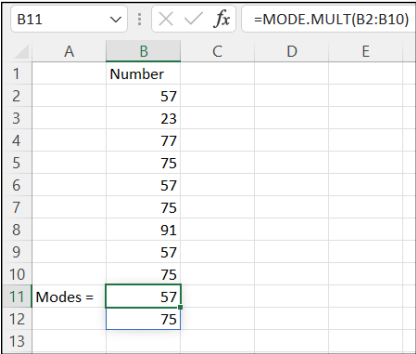 B11 fx =MODE.MULT(B2:B10)
A B C D E
1 Number
2 57
3 23
4 77
5 75
6 57
7 75
8 91
9 57
10 75
11 Modes = 57
12 75
13